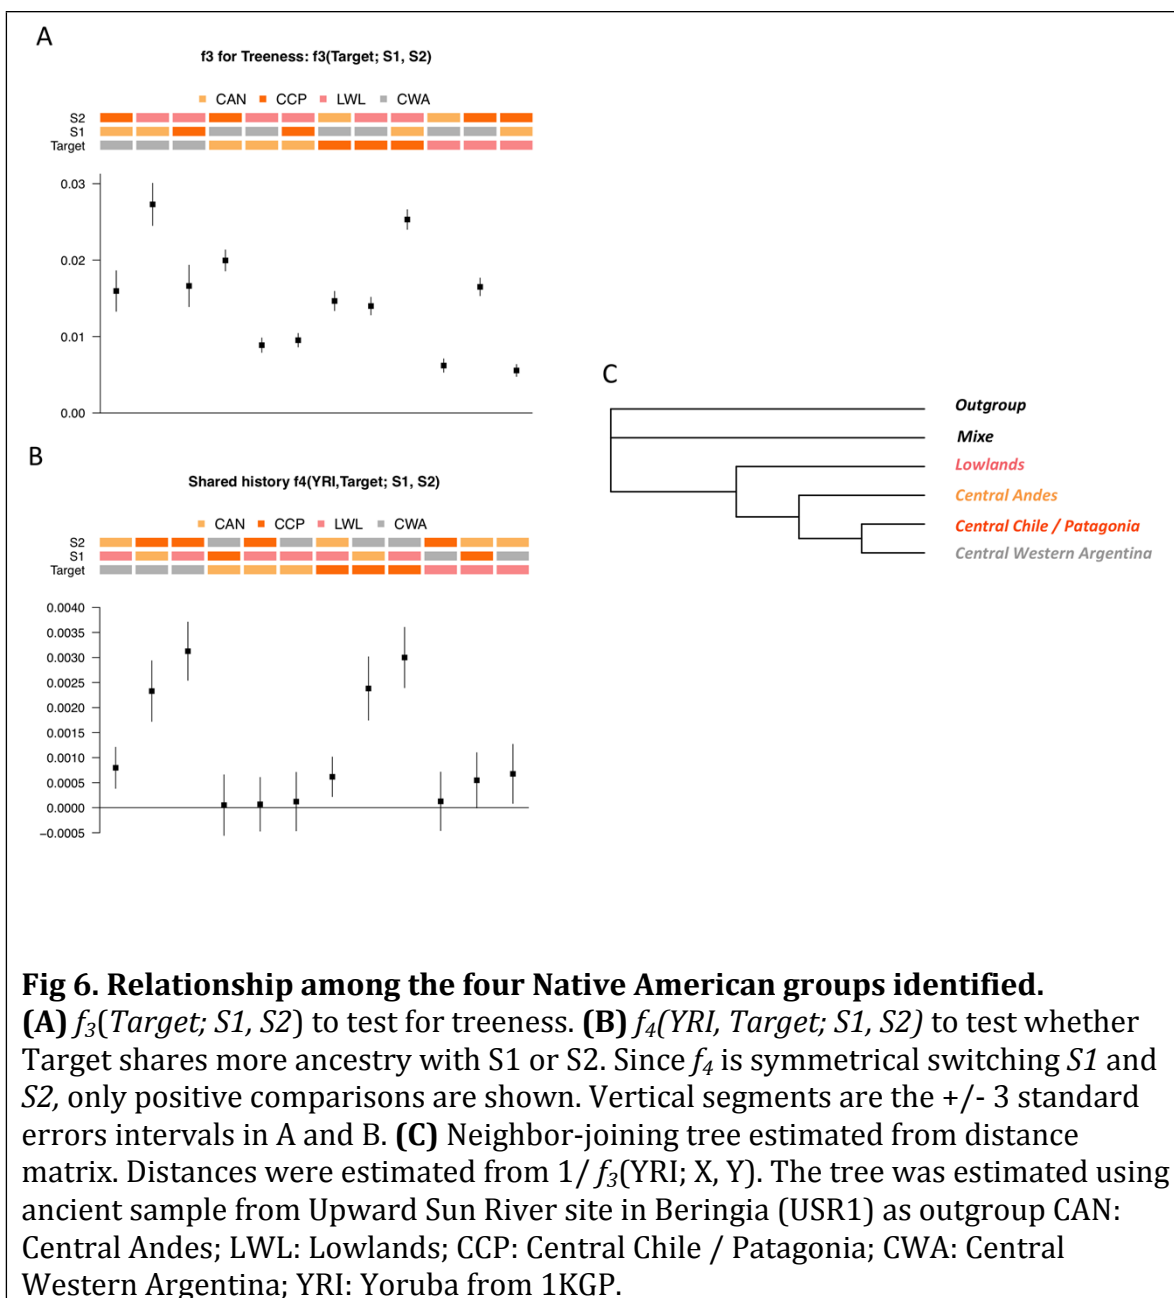 A
f3 for Treeness: f3(Target; S1, S2)
CAN CCP LWL CWA
S2
S1
Target
0.03
0.02
0.01
0.00
B
Shared history f4(YRI,Target; S1, S2)
CAN CCP LWL CWA
S2
S1
Target
0.0040
0.0035
0.0030
0.0025
0.0020
0.0015
0.0010
0.0005
0.0000
−0.0005
C
Outgroup
Mixe
Lowlands
Central Andes
Central Chile / Patagonia
Central Western Argentina
Fig 6. Relationship among the four Native American groups identified.
(A) f3(Target; S1, S2) to test for treeness. (B) f4(YRI, Target; S1, S2) to test whether
Target shares more ancestry with S1 or S2. Since f4 is symmetrical switching S1 and
S2, only positive comparisons are shown. Vertical segments are the +/- 3 standard
errors intervals in A and B. (C) Neighbor-joining tree estimated from distance
matrix. Distances were estimated from 1/ f3(YRI; X, Y). The tree was estimated using
ancient sample from Upward Sun River site in Beringia (USR1) as outgroup CAN:
Central Andes; LWL: Lowlands; CCP: Central Chile / Patagonia; CWA: Central
Western Argentina; YRI: Yoruba from 1KGP.